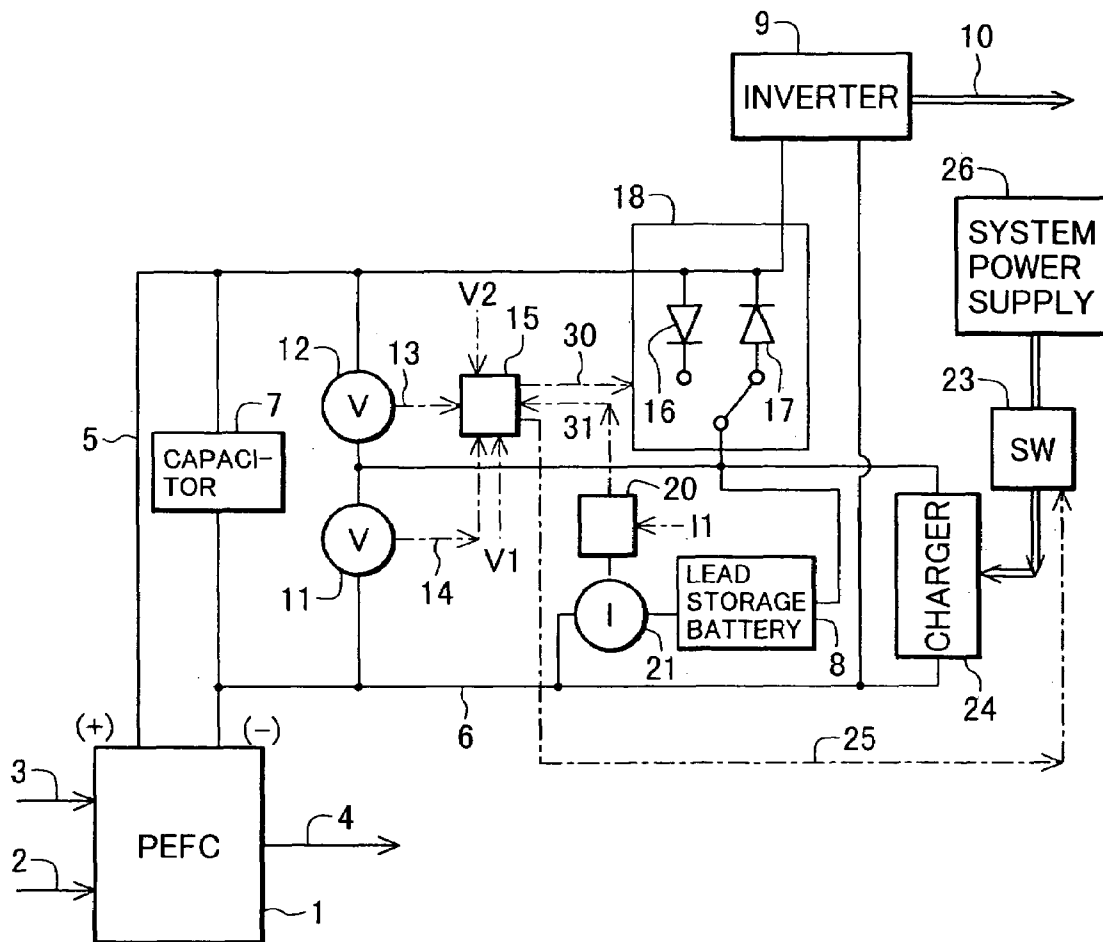 9
INVERTER
10
26
SYSTEM
POWER
SUPPLY
18
V2
15
30
12
13
V
16
17
23
SW
7
5
CAPACI-
TOR
31
20
V
I1
V1
11
14
I
21
LEAD
STORAGE
BATTERY
8
CHARGER
24
(+)
(-)
6
25
3
PEFC
4
2
1